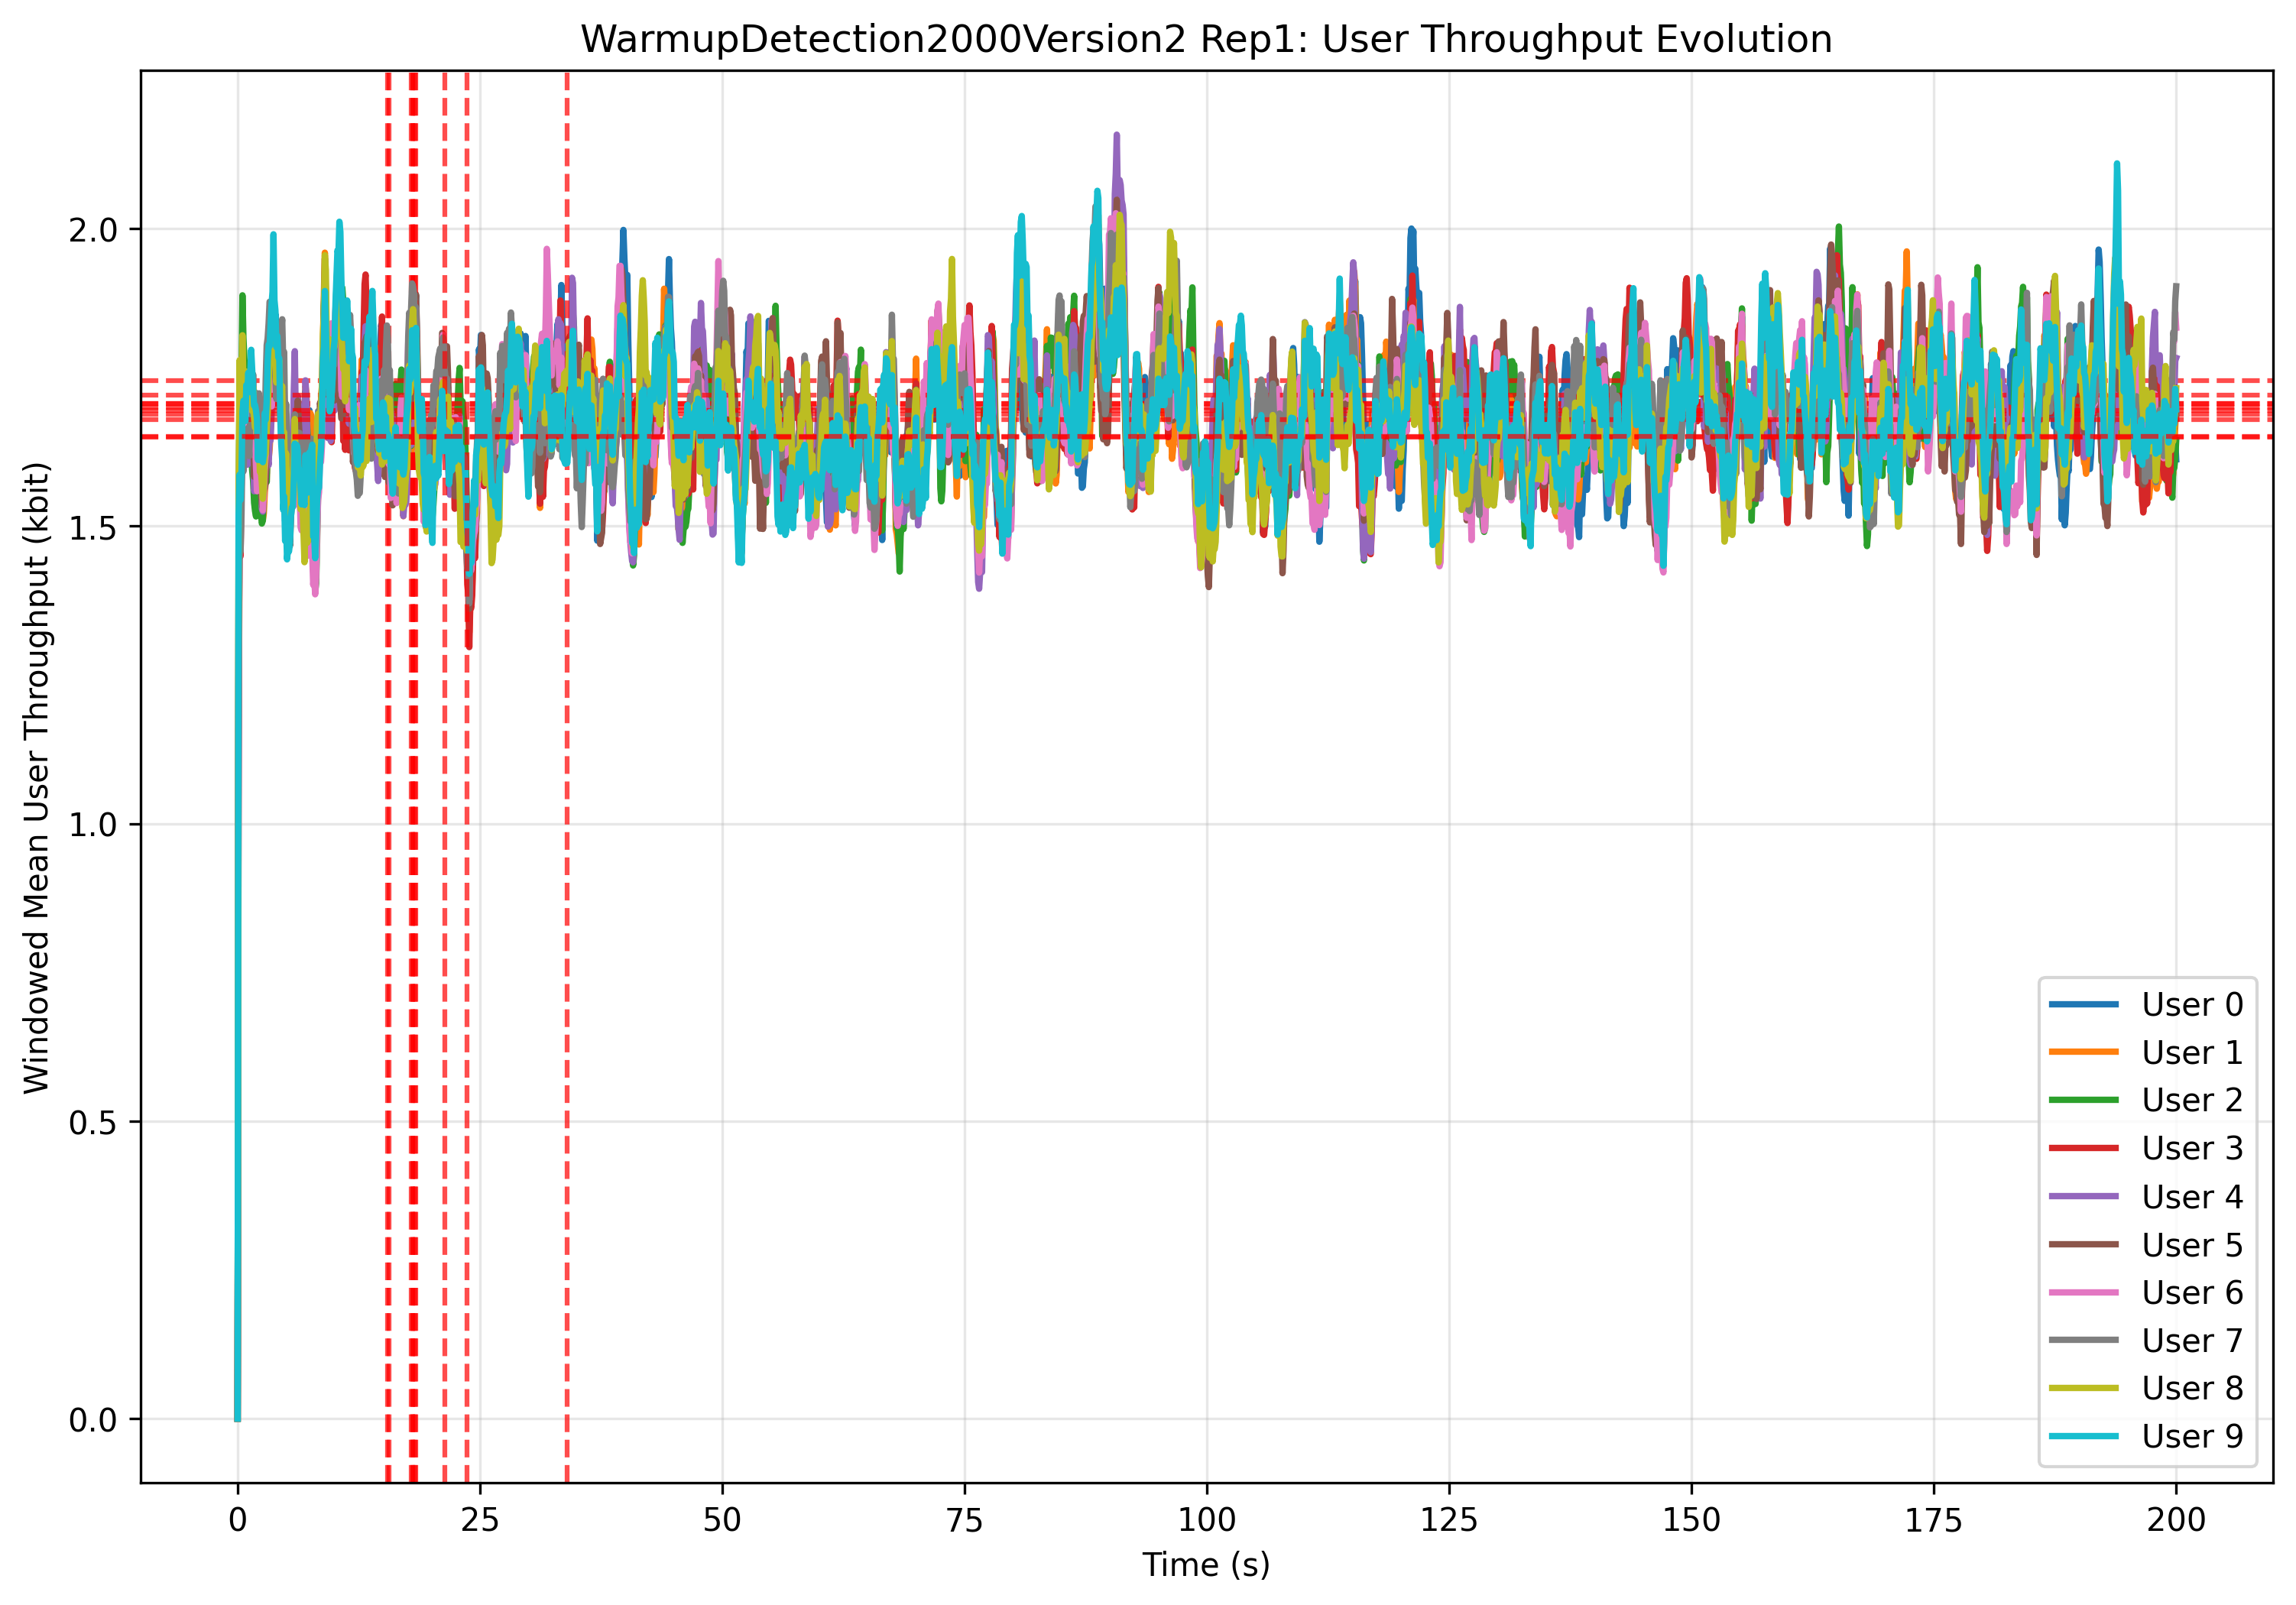 WarmupDetection2000Version2 Rep1: User Throughput Evolution
Windowed Mean User Throughput (kbit)
2.0
1.5
1.0
0.5
0.0
0 25 50 75 100 125 150 175 200
Time (s)
User 0
User 1
User 2
User 3
User 4
User 5
User 6
User 7
User 8
User 9